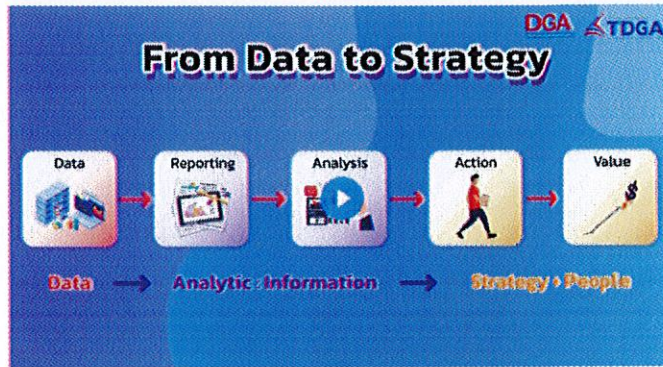 DGA TDGA
From Data to Strategy
Data Reporting Analysis Action Value
Data Analytic : Information Strategy + People